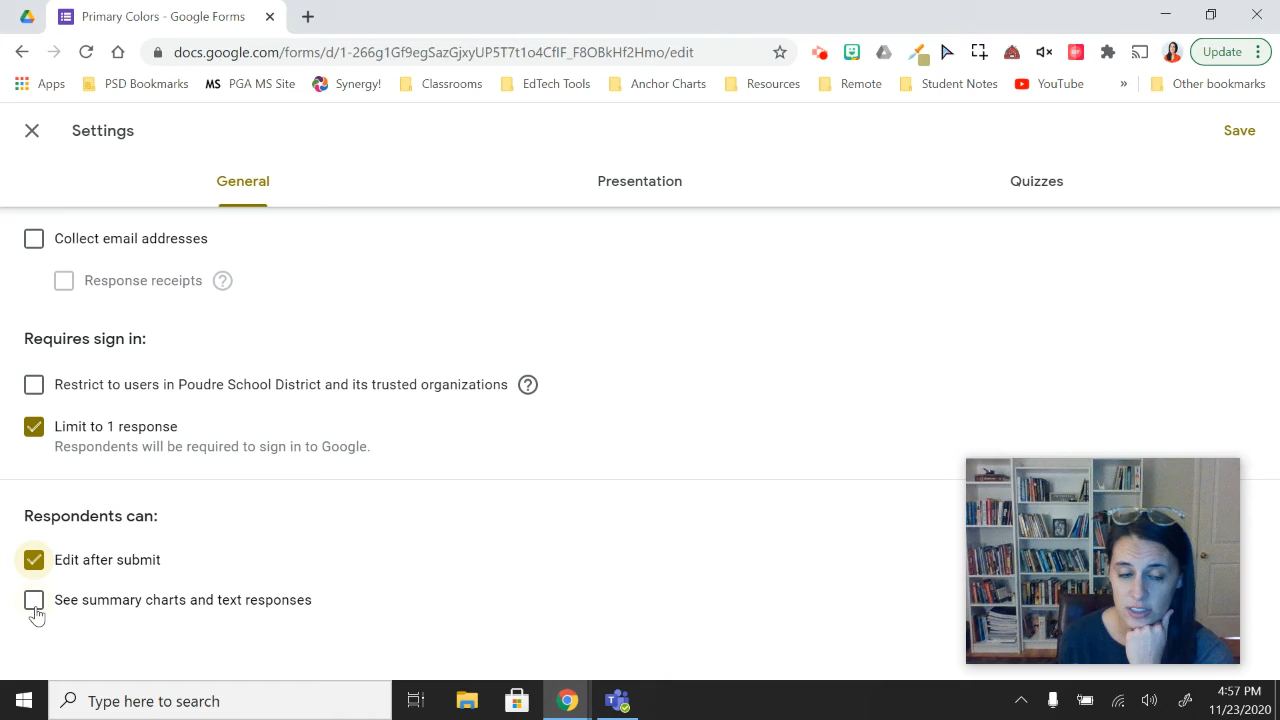 Primary Colors - Google Forms
docs.google.com/forms/d/1-266g1Gf9egSazGjxyUP5T7t1o4CfIF_F8OBkHf2Hmo/edit
Update
Apps
PSD Bookmarks
MS PGA MS Site
Synergy!
Classrooms
EdTech Tools
Anchor Charts
Resources
Remote
Student Notes
YouTube
»
Other bookmarks
Settings
Save
General
Presentation
Quizzes
Collect email addresses
Response receipts ?
Requires sign in:
Restrict to users in Poudre School District and its trusted organizations ?
Limit to 1 response
Respondents will be required to sign in to Google.
Respondents can:
Edit after submit
See summary charts and text responses
Type here to search
4:57 PM
11/23/2020